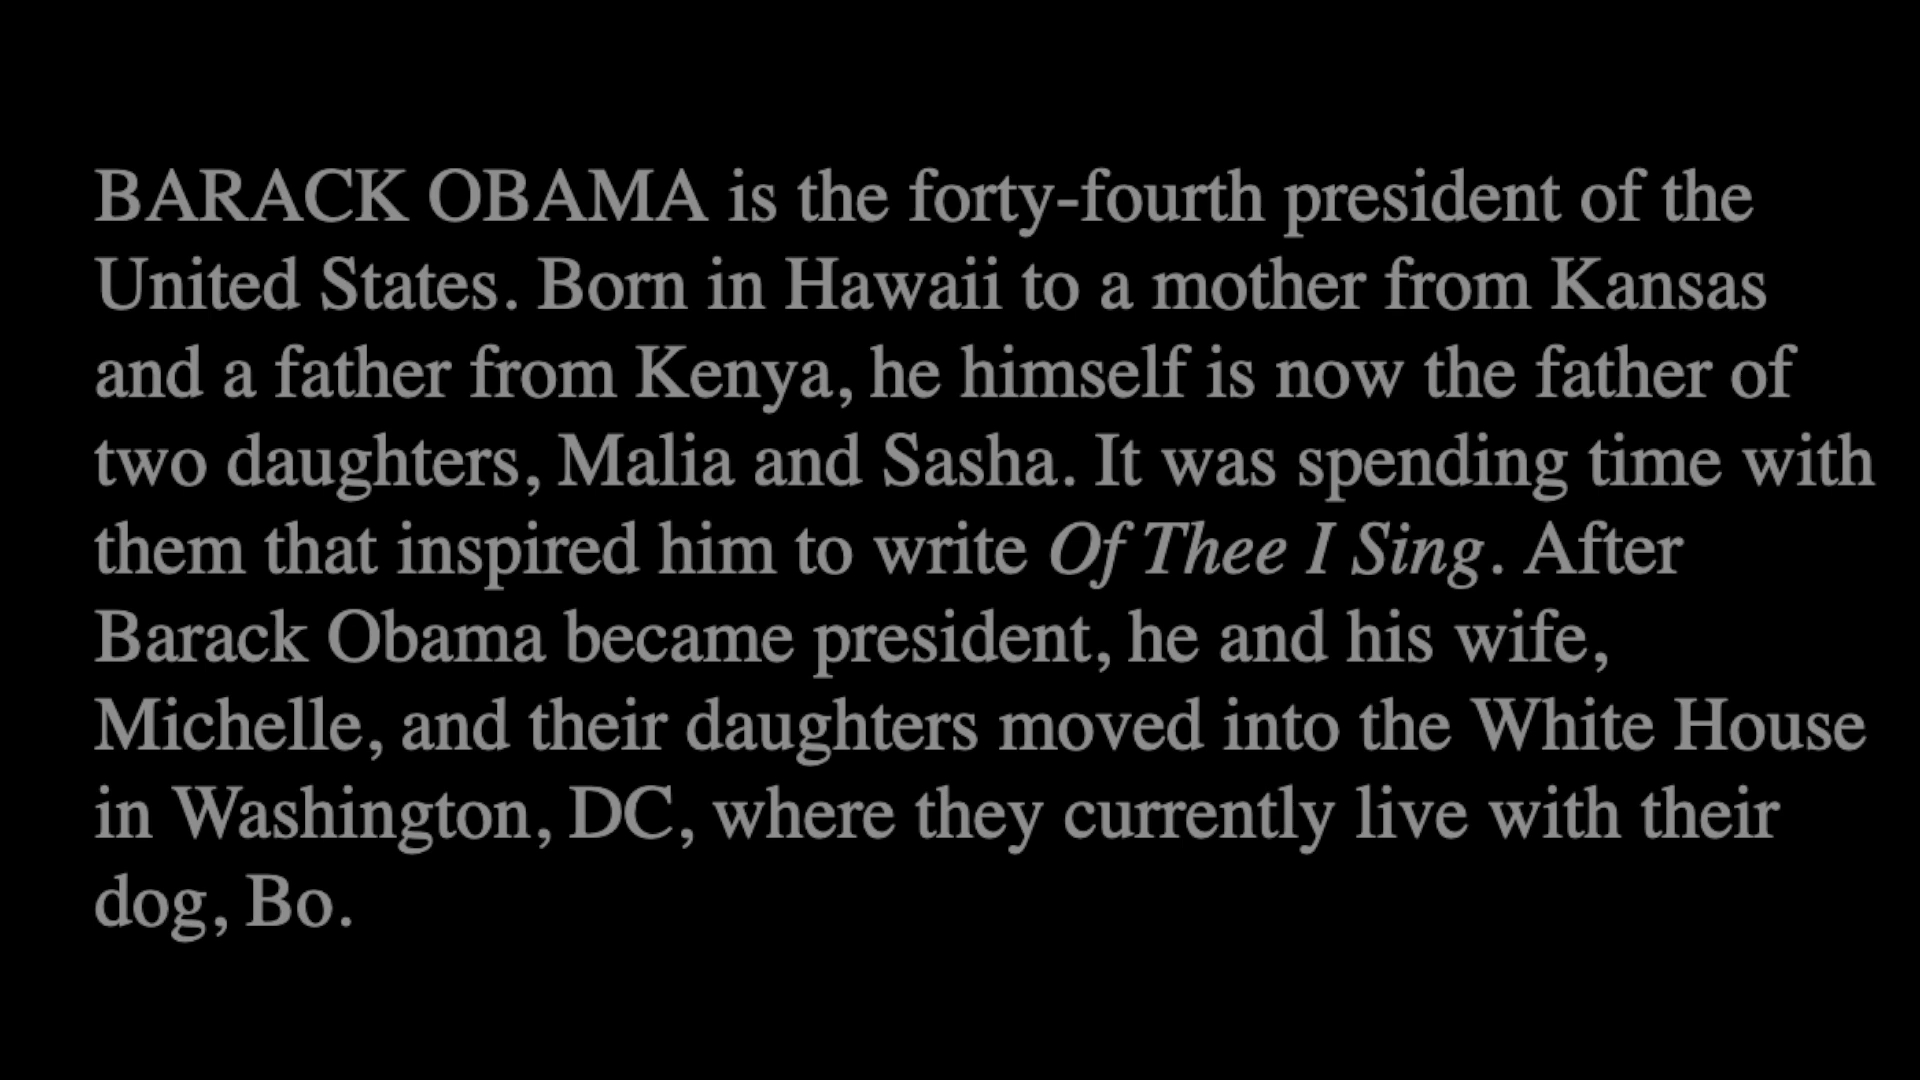 BARACK OBAMA is the forty-fourth president of the
United States. Born in Hawaii to a mother from Kansas
and a father from Kenya, he himself is now the father of
two daughters, Malia and Sasha. It was spending time with
them that inspired him to write Of Thee I Sing. After
Barack Obama became president, he and his wife,
Michelle, and their daughters moved into the White House
in Washington, DC, where they currently live with their
dog, Bo.